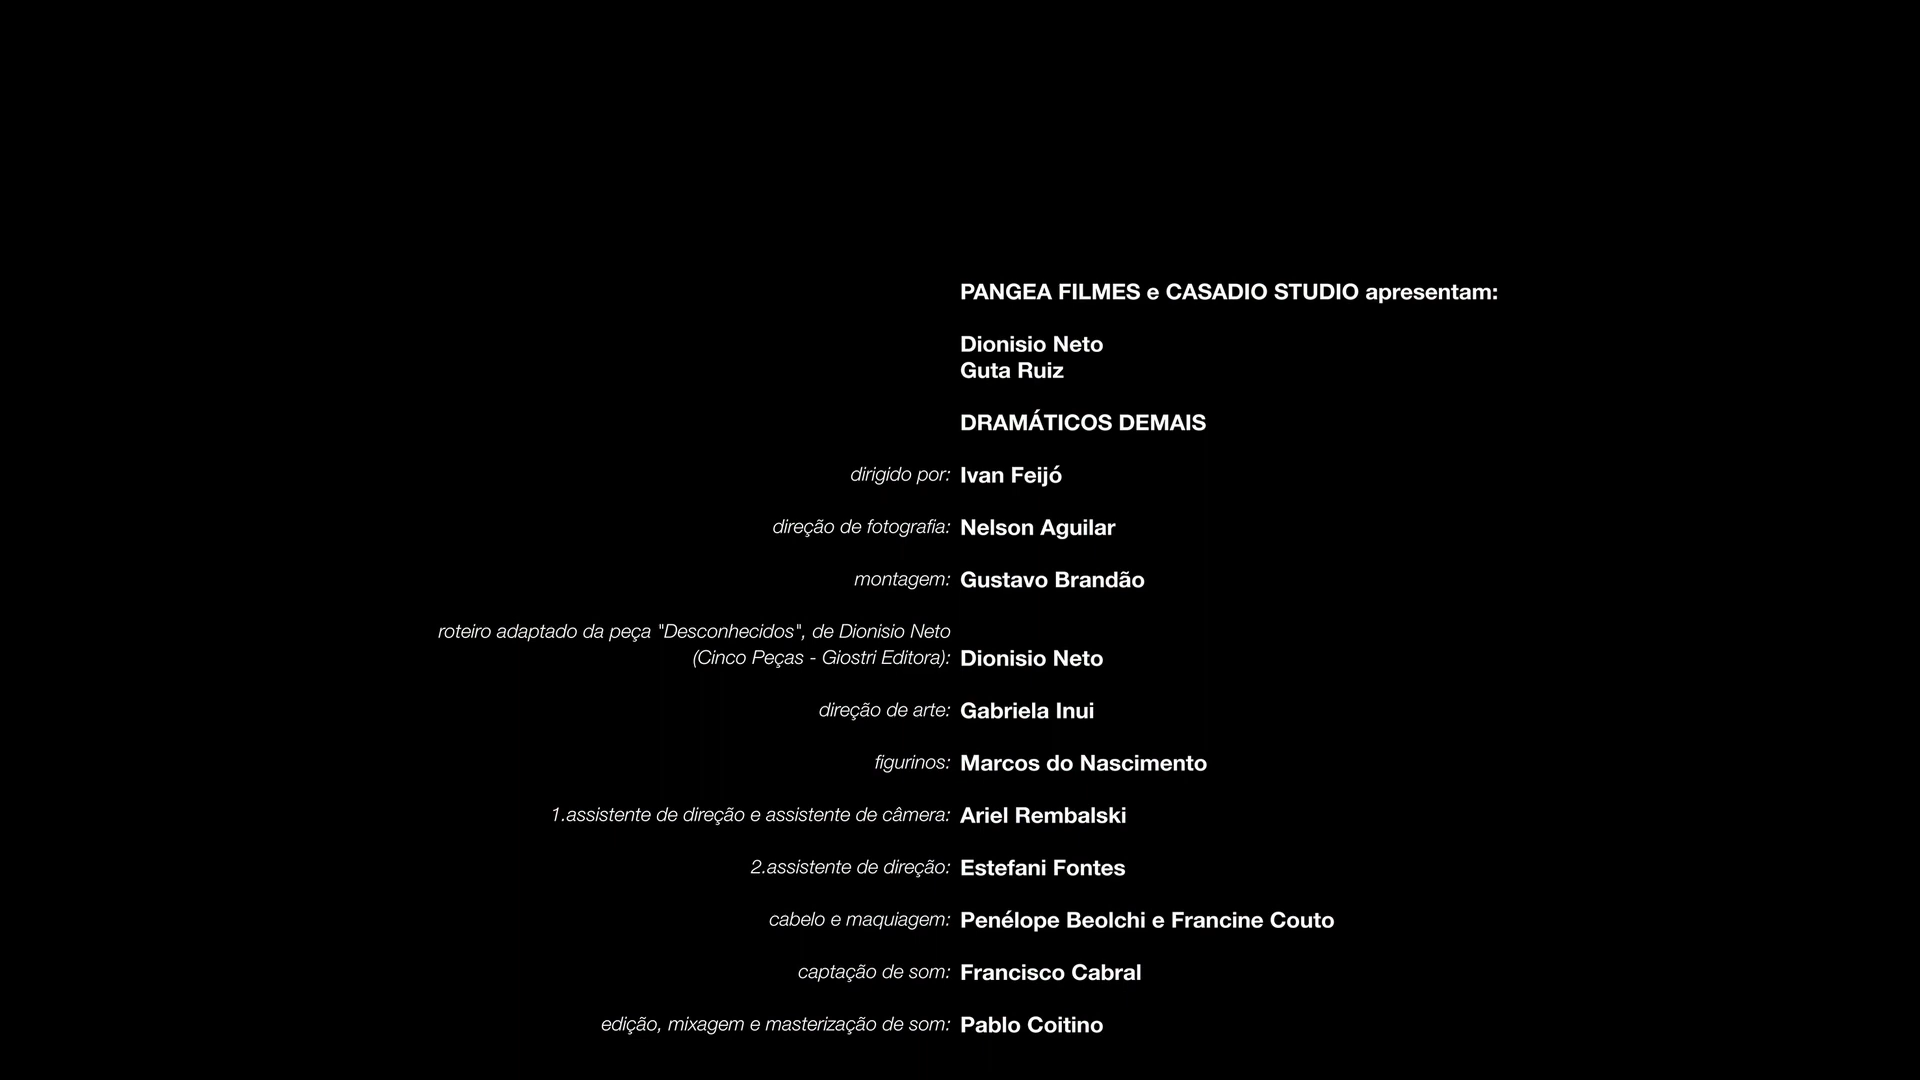 PANGEA FILMES e CASADIO STUDIO apresentam:
Dionisio Neto
Guta Ruiz
DRAMÁTICOS DEMAIS
dirigido por: Ivan Feijó
direção de fotografia: Nelson Aguilar
montagem: Gustavo Brandão
roteiro adaptado da peça "Desconhecidos", de Dionisio Neto
(Cinco Peças - Giostri Editora): Dionisio Neto
direção de arte: Gabriela Inui
figurinos: Marcos do Nascimento
1.assistente de direção e assistente de câmera: Ariel Rembalski
2.assistente de direção: Estefani Fontes
cabelo e maquiagem: Penélope Beolchi e Francine Couto
captação de som: Francisco Cabral
edição, mixagem e masterização de som: Pablo Coitino